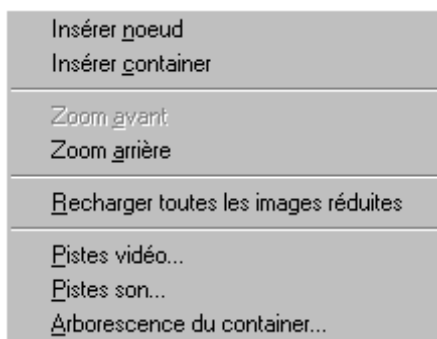 Insérer noeud
Insérer container
Zoom avant
Zoom arrière
Recharger toutes les images réduites
Pistes vidéo...
Pistes son...
Arborescence du container...